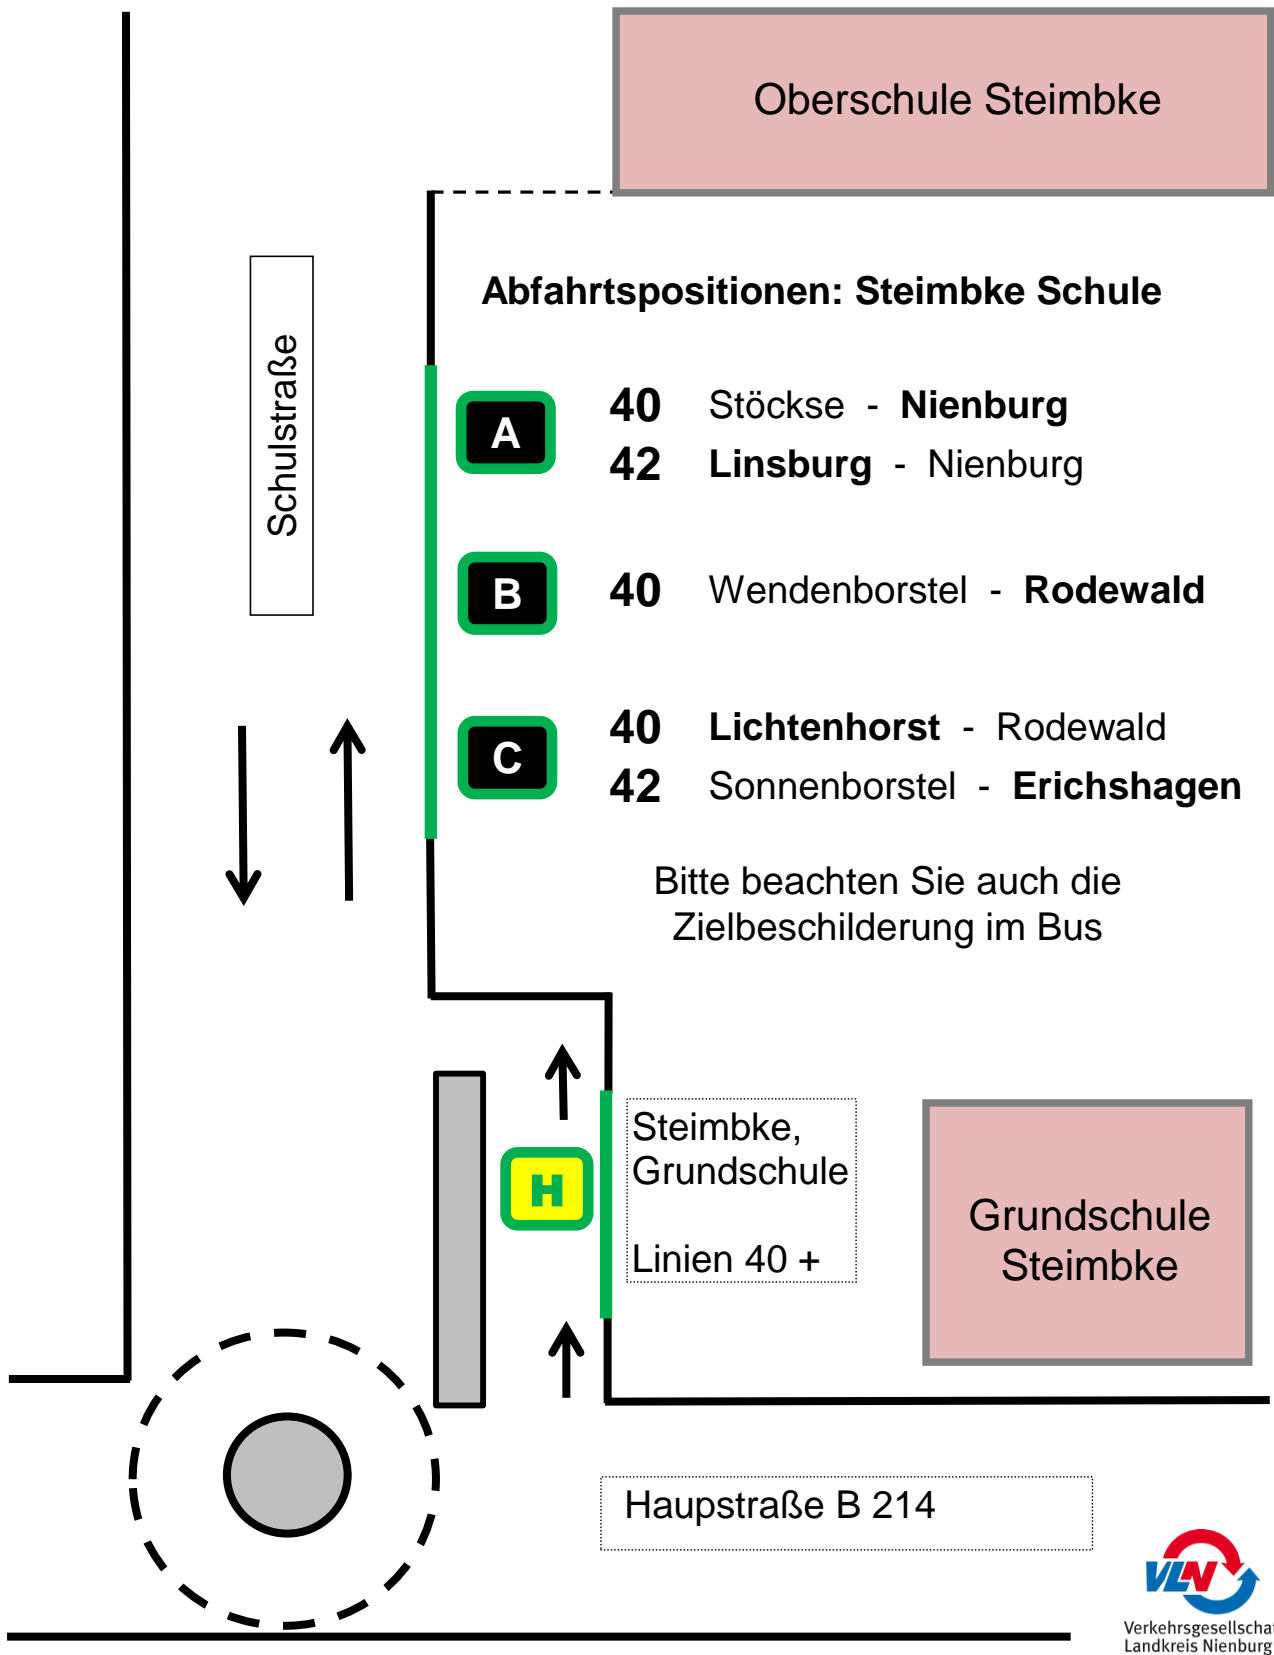 Oberschule Steimbke
Abfahrtspositionen: Steimbke Schule
Schulstraße
A
40 Stöckse - Nienburg
42 Linsburg - Nienburg
B
40 Wendenborstel - Rodewald
C
40 Lichtenhorst - Rodewald
42 Sonnenborstel - Erichshagen
Bitte beachten Sie auch die
Zielbeschilderung im Bus
H
Steimbke,
Grundschule
Linien 40 +
Grundschule
Steimbke
Haupstraße B 214
VLN
Verkehrsgesellscha
Landkreis Nienburg